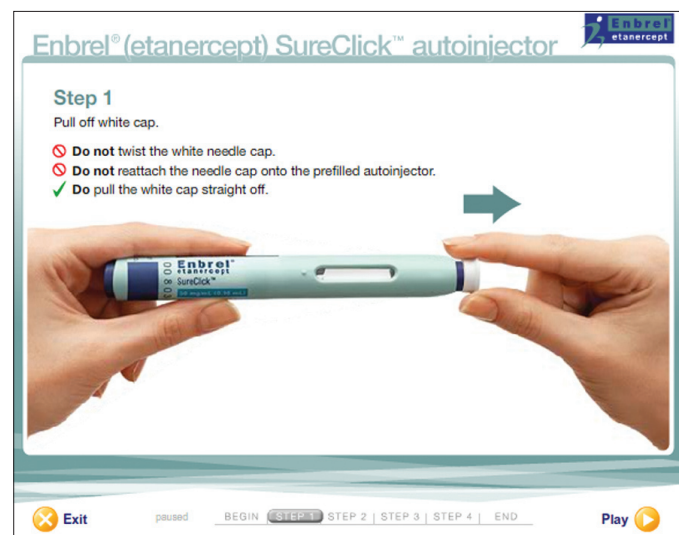 Enbrel® (etanercept) SureClick™ autoinjector
Enbrel®
etanercept
Step 1
Pull off white cap.
Do not twist the white needle cap.
Do not reattach the needle cap onto the prefilled autoinjector.
Do pull the white cap straight off.
Enbrel®
etanercept
SureClick™
Exit
paused
BEGIN | STEP 1 | STEP 2 | STEP 3 | STEP 4 | END
Play